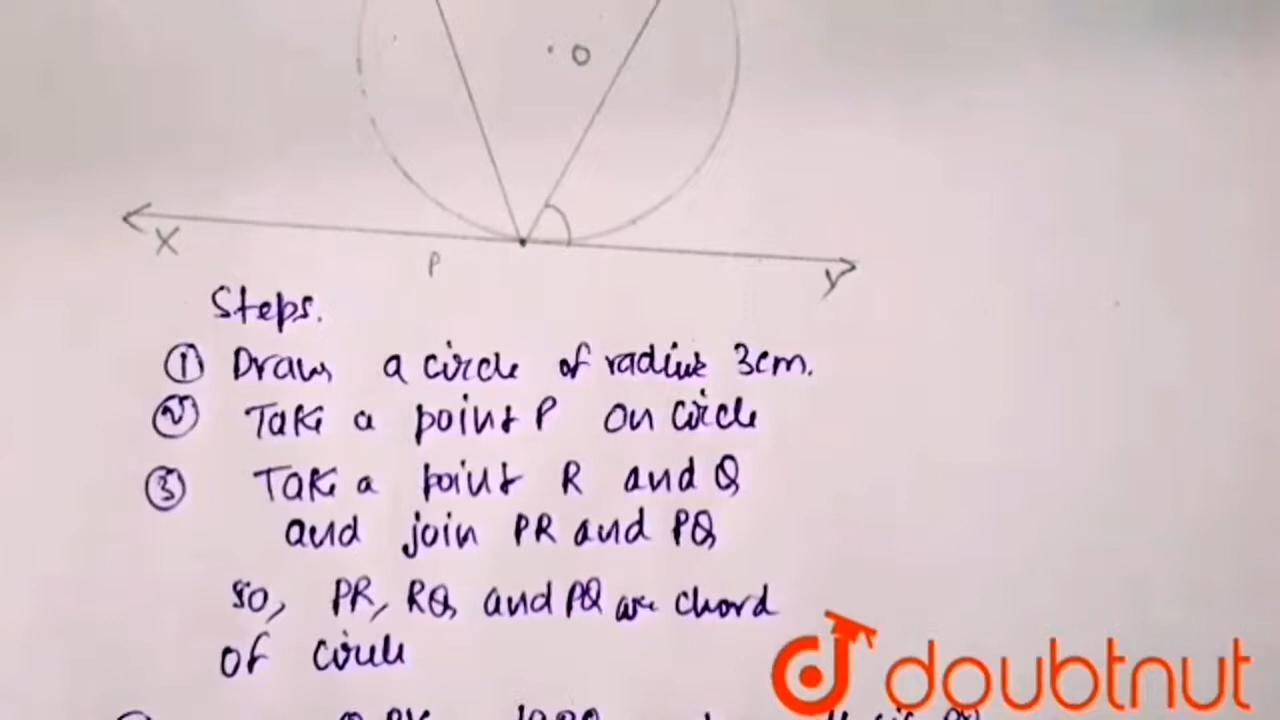 O
X
P
Y
Steps.
① Draw a circle of radius 3cm.
② Take a point P on circle
③ Take a point R and Q
and join PR and PQ
so, PR, RQ, and PQ are chord
of circle
doubtnut